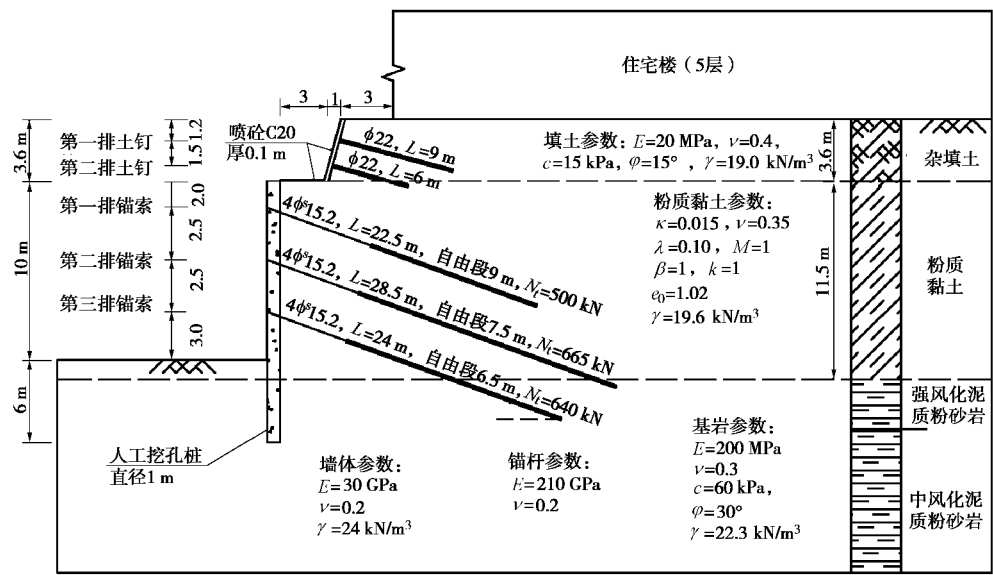 住宅楼（5层）
3
1
3
喷砼C20
厚0.1 m
ϕ22, L=9 m
ϕ22, L=6 m
3.6 m
第一排土钉
1.2
第二排土钉
1.5
第一排锚索
2.0
10 m
第二排锚索
2.5
第三排锚索
2.5
3.0
6 m
填土参数：E=20 MPa，ν=0.4，
c=15 kPa, φ=15° ，γ=19.0 kN/m³
3.6 m
杂填土
4ϕˢ15.2, L=22.5 m, 自由段9 m, Nₜ=500 kN
4ϕˢ15.2, L=28.5 m, 自由段7.5 m, Nₜ=665 kN
4ϕˢ15.2, L=24 m, 自由段6.5 m, Nₜ=640 kN
粉质黏土参数：
κ=0.015，ν=0.35
λ=0.10，M=1
β=1，k=1
e₀=1.02
γ=19.6 kN/m³
11.5 m
粉质
黏土
强风化泥
质粉砂岩
中风化泥
质粉砂岩
人工挖孔桩
直径1 m
墙体参数：
E=30 GPa
ν=0.2
γ=24 kN/m³
锚杆参数：
E=210 GPa
ν=0.2
基岩参数：
E=200 MPa
ν=0.3
c=60 kPa，
φ=30°
γ=22.3 kN/m³